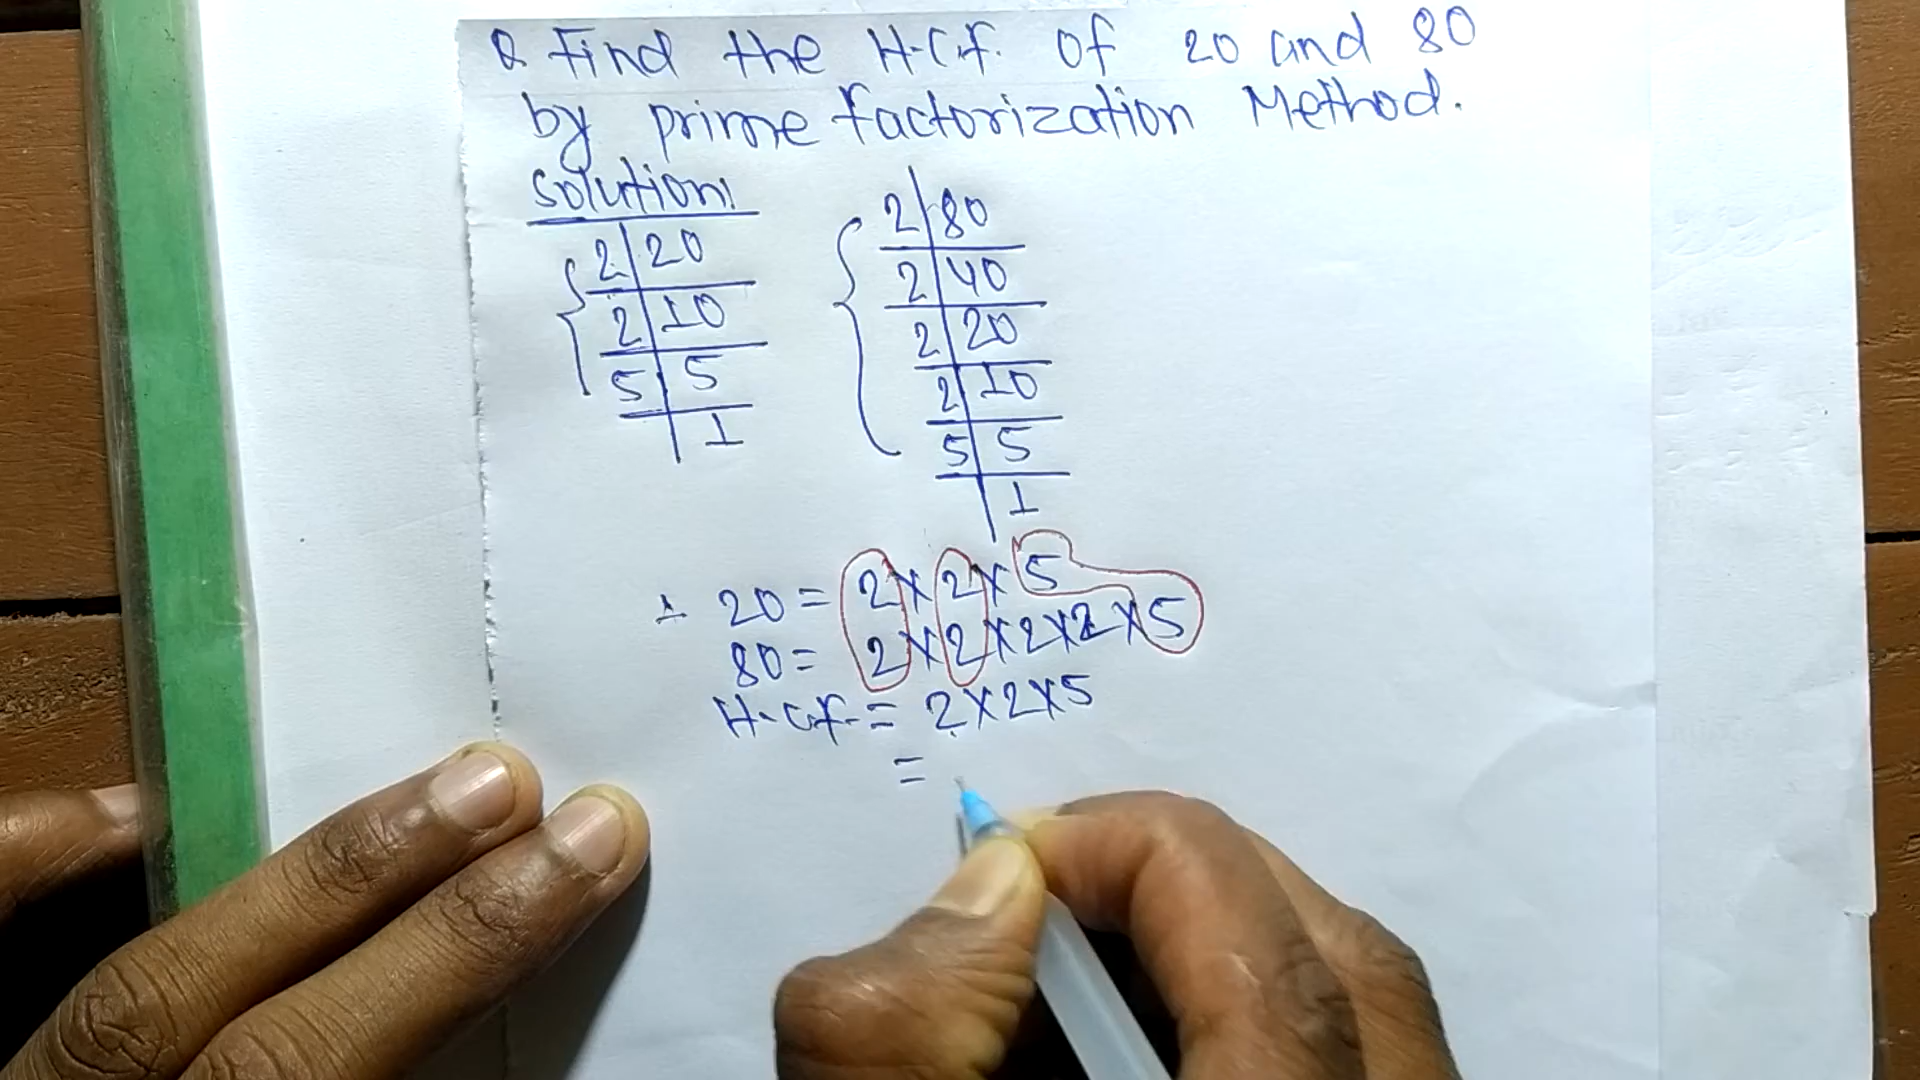 Q Find the H.C.F. of 20 and 80
by prime factorization Method.
Solution:
2 | 20
2 | 10
5 | 5
1
2 | 80
2 | 40
2 | 20
2 | 10
5 | 5
1
20 = 2×2×5
80 = 2×2×2×2×5
H.C.F. = 2×2×5
=